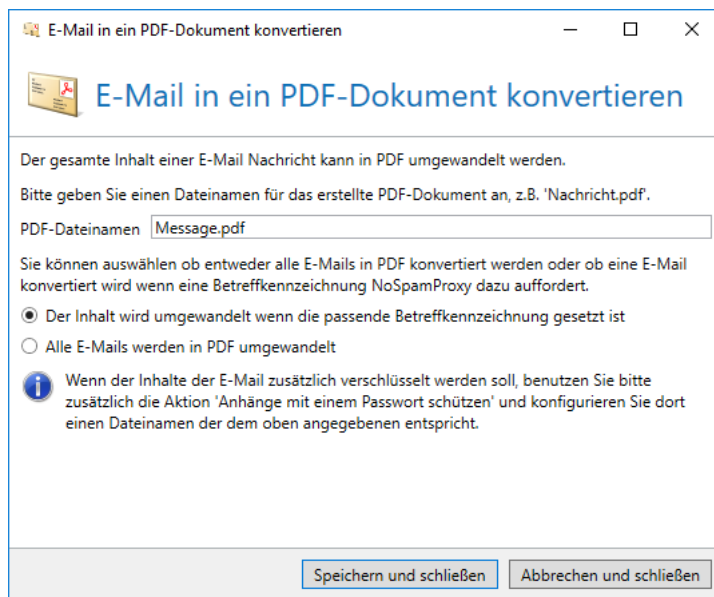 E-Mail in ein PDF-Dokument konvertieren
E-Mail in ein PDF-Dokument konvertieren
Der gesamte Inhalt einer E-Mail Nachricht kann in PDF umgewandelt werden.
Bitte geben Sie einen Dateinamen für das erstellte PDF-Dokument an, z.B. 'Nachricht.pdf'.
PDF-Dateinamen Message.pdf
Sie können auswählen ob entweder alle E-Mails in PDF konvertiert werden oder ob eine E-Mail
konvertiert wird wenn eine Betreffkennzeichnung NoSpamProxy dazu auffordert.
Der Inhalt wird umgewandelt wenn die passende Betreffkennzeichnung gesetzt ist
Alle E-Mails werden in PDF umgewandelt
Wenn der Inhalte der E-Mail zusätzlich verschlüsselt werden soll, benutzen Sie bitte
zusätzlich die Aktion 'Anhänge mit einem Passwort schützen' und konfigurieren Sie dort
einen Dateinamen der dem oben angegebenen entspricht.
Speichern und schließen Abbrechen und schließen